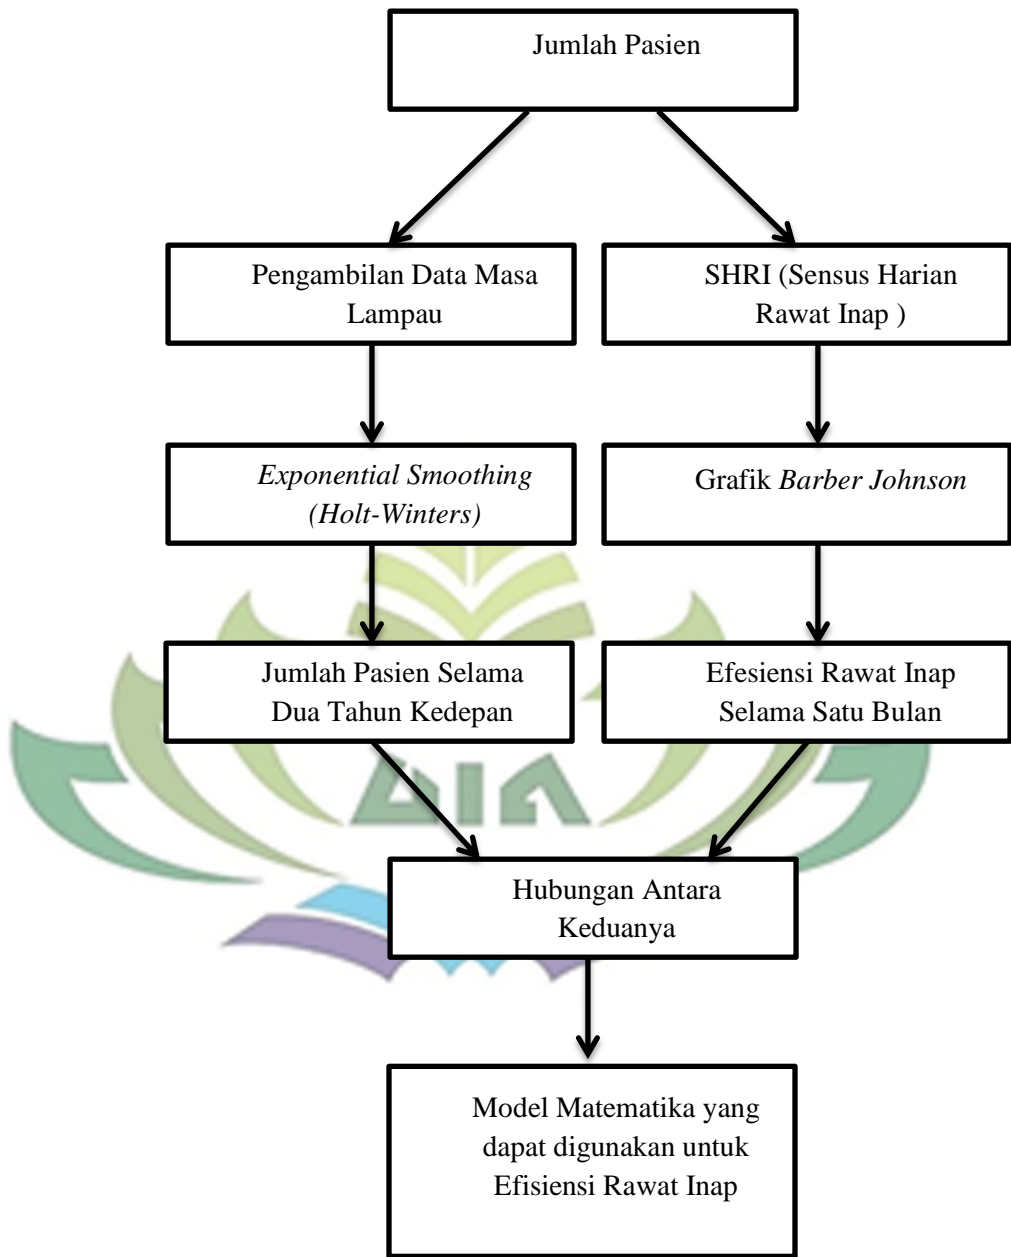 Jumlah Pasien
Pengambilan Data Masa
Lampau
SHRI (Sensus Harian
Rawat Inap )
Exponential Smoothing
(Holt-Winters)
Grafik Barber Johnson
Jumlah Pasien Selama
Dua Tahun Kedepan
Efesiensi Rawat Inap
Selama Satu Bulan
Hubungan Antara
Keduanya
Model Matematika yang
dapat digunakan untuk
Efisiensi Rawat Inap